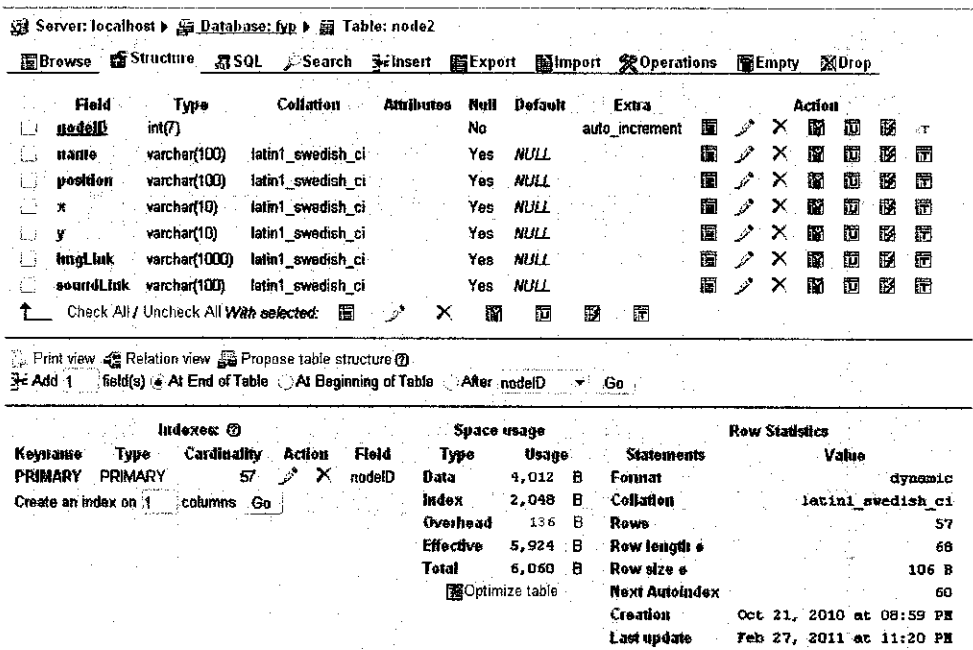 Server: localhost Database: fyp Table: node2
Browse Structure SQL Search Insert Export Import Operations Empty Drop
Field Type Collation Attributes Null Default Extra Action
nodeID int(7) No auto_increment
name varchar(100) latin1_swedish_ci Yes NULL
position varchar(100) latin1_swedish_ci Yes NULL
x varchar(10) latin1_swedish_ci Yes NULL
y varchar(10) latin1_swedish_ci Yes NULL
varchar(1000) latin1_swedish_ci Yes NULL
soundLink varchar(100) latin1_swedish_ci Yes NULL
Check All / Uncheck All With selected:
Print view Relation view Propose table structure
Add 1 field(s) At End of Table At Beginning of Table After nodeID Go
Indexes:
Keyname Type Cardinality Action Field
PRIMARY PRIMARY 57 nodeID
Create an index on 1 columns Go
Space usage
Type Usage
Data 4,012 B
Index 2,048 B
Overhead 136 B
Effective 5,924 B
Total 6,060 B
Optimize table
Row Statistics
Statements Value
Format dynamic
Collation latin1_swedish_ci
Rows 57
Row length ø 68
Row size ø 106 B
Next Autoindex 60
Creation Oct 21, 2010 at 08:59 PM
Last update Feb 27, 2011 at 11:20 PM